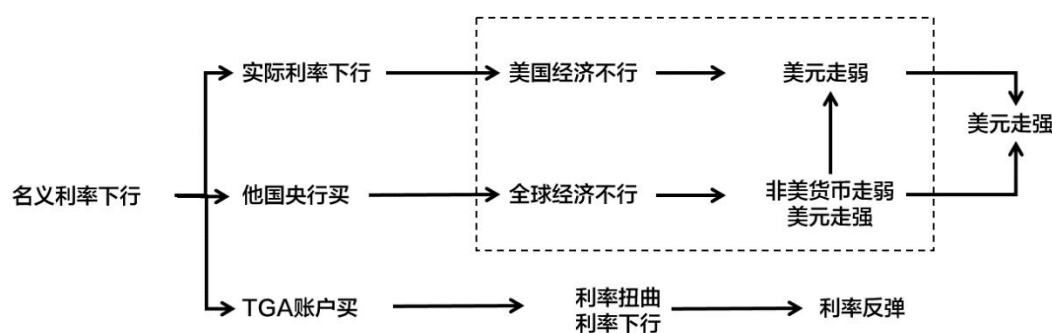 实际利率下行
美国经济不行
美元走弱
美元走强
名义利率下行
他国央行买
全球经济不行
非美货币走弱
美元走强
TGA账户买
利率扭曲
利率下行
利率反弹